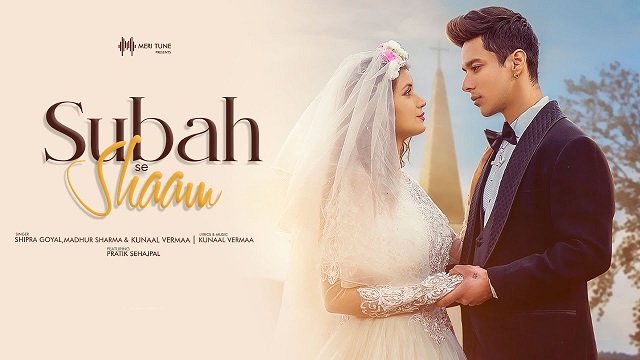 MERI TUNE
PRESENTS
Subah
se
Shaam
SINGER
SHIPRA GOYAL,MADHUR SHARMA & KUNAAL VERMAA
LYRICS & MUSIC
KUNAAL VERMAA
FEATURING
PRATIK SEHAJPAL